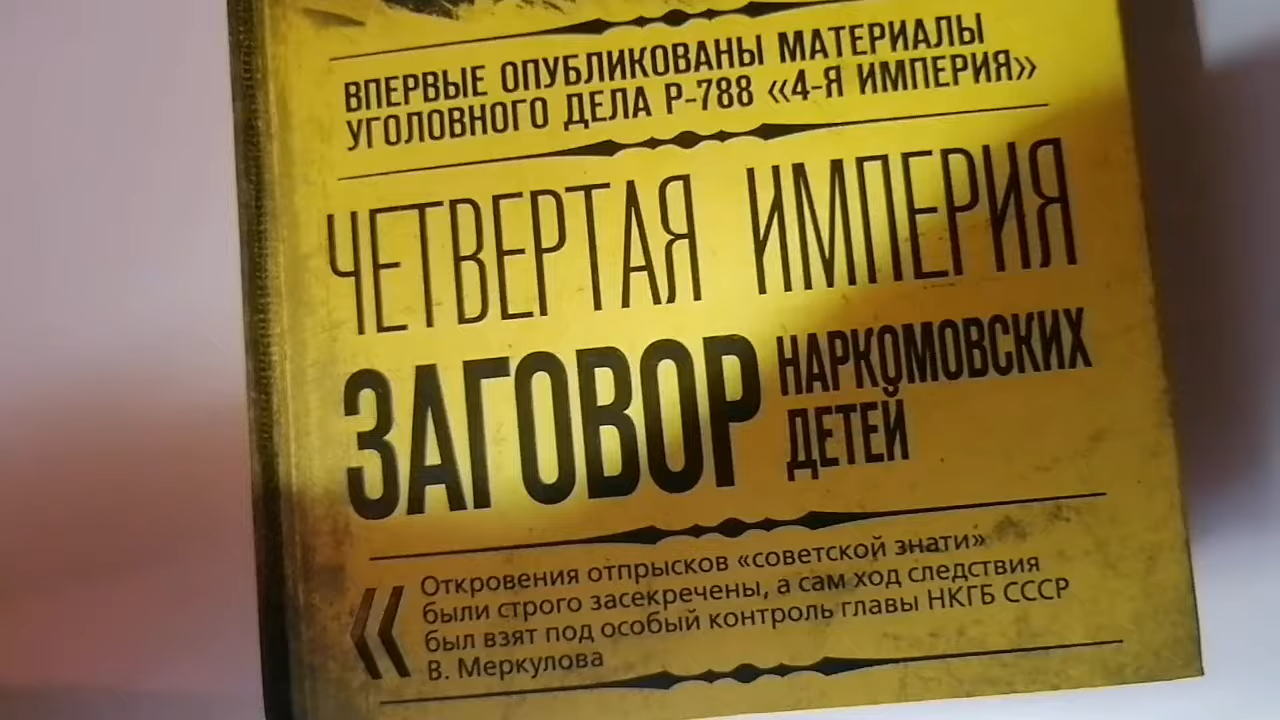 ВПЕРВЫЕ ОПУБЛИКОВАНЫ МАТЕРИАЛЫ
УГОЛОВНОГО ДЕЛА Р-788 «4-Я ИМПЕРИЯ»
ЧЕТВЕРТАЯ ИМПЕРИЯ
ЗАГОВОР НАРКОМОВСКИХ
ДЕТЕЙ
« Откровения отпрысков «советской знати»
были строго засекречены, а сам ход следствия
был взят под особый контроль главы НКГБ СССР
В. Меркулова